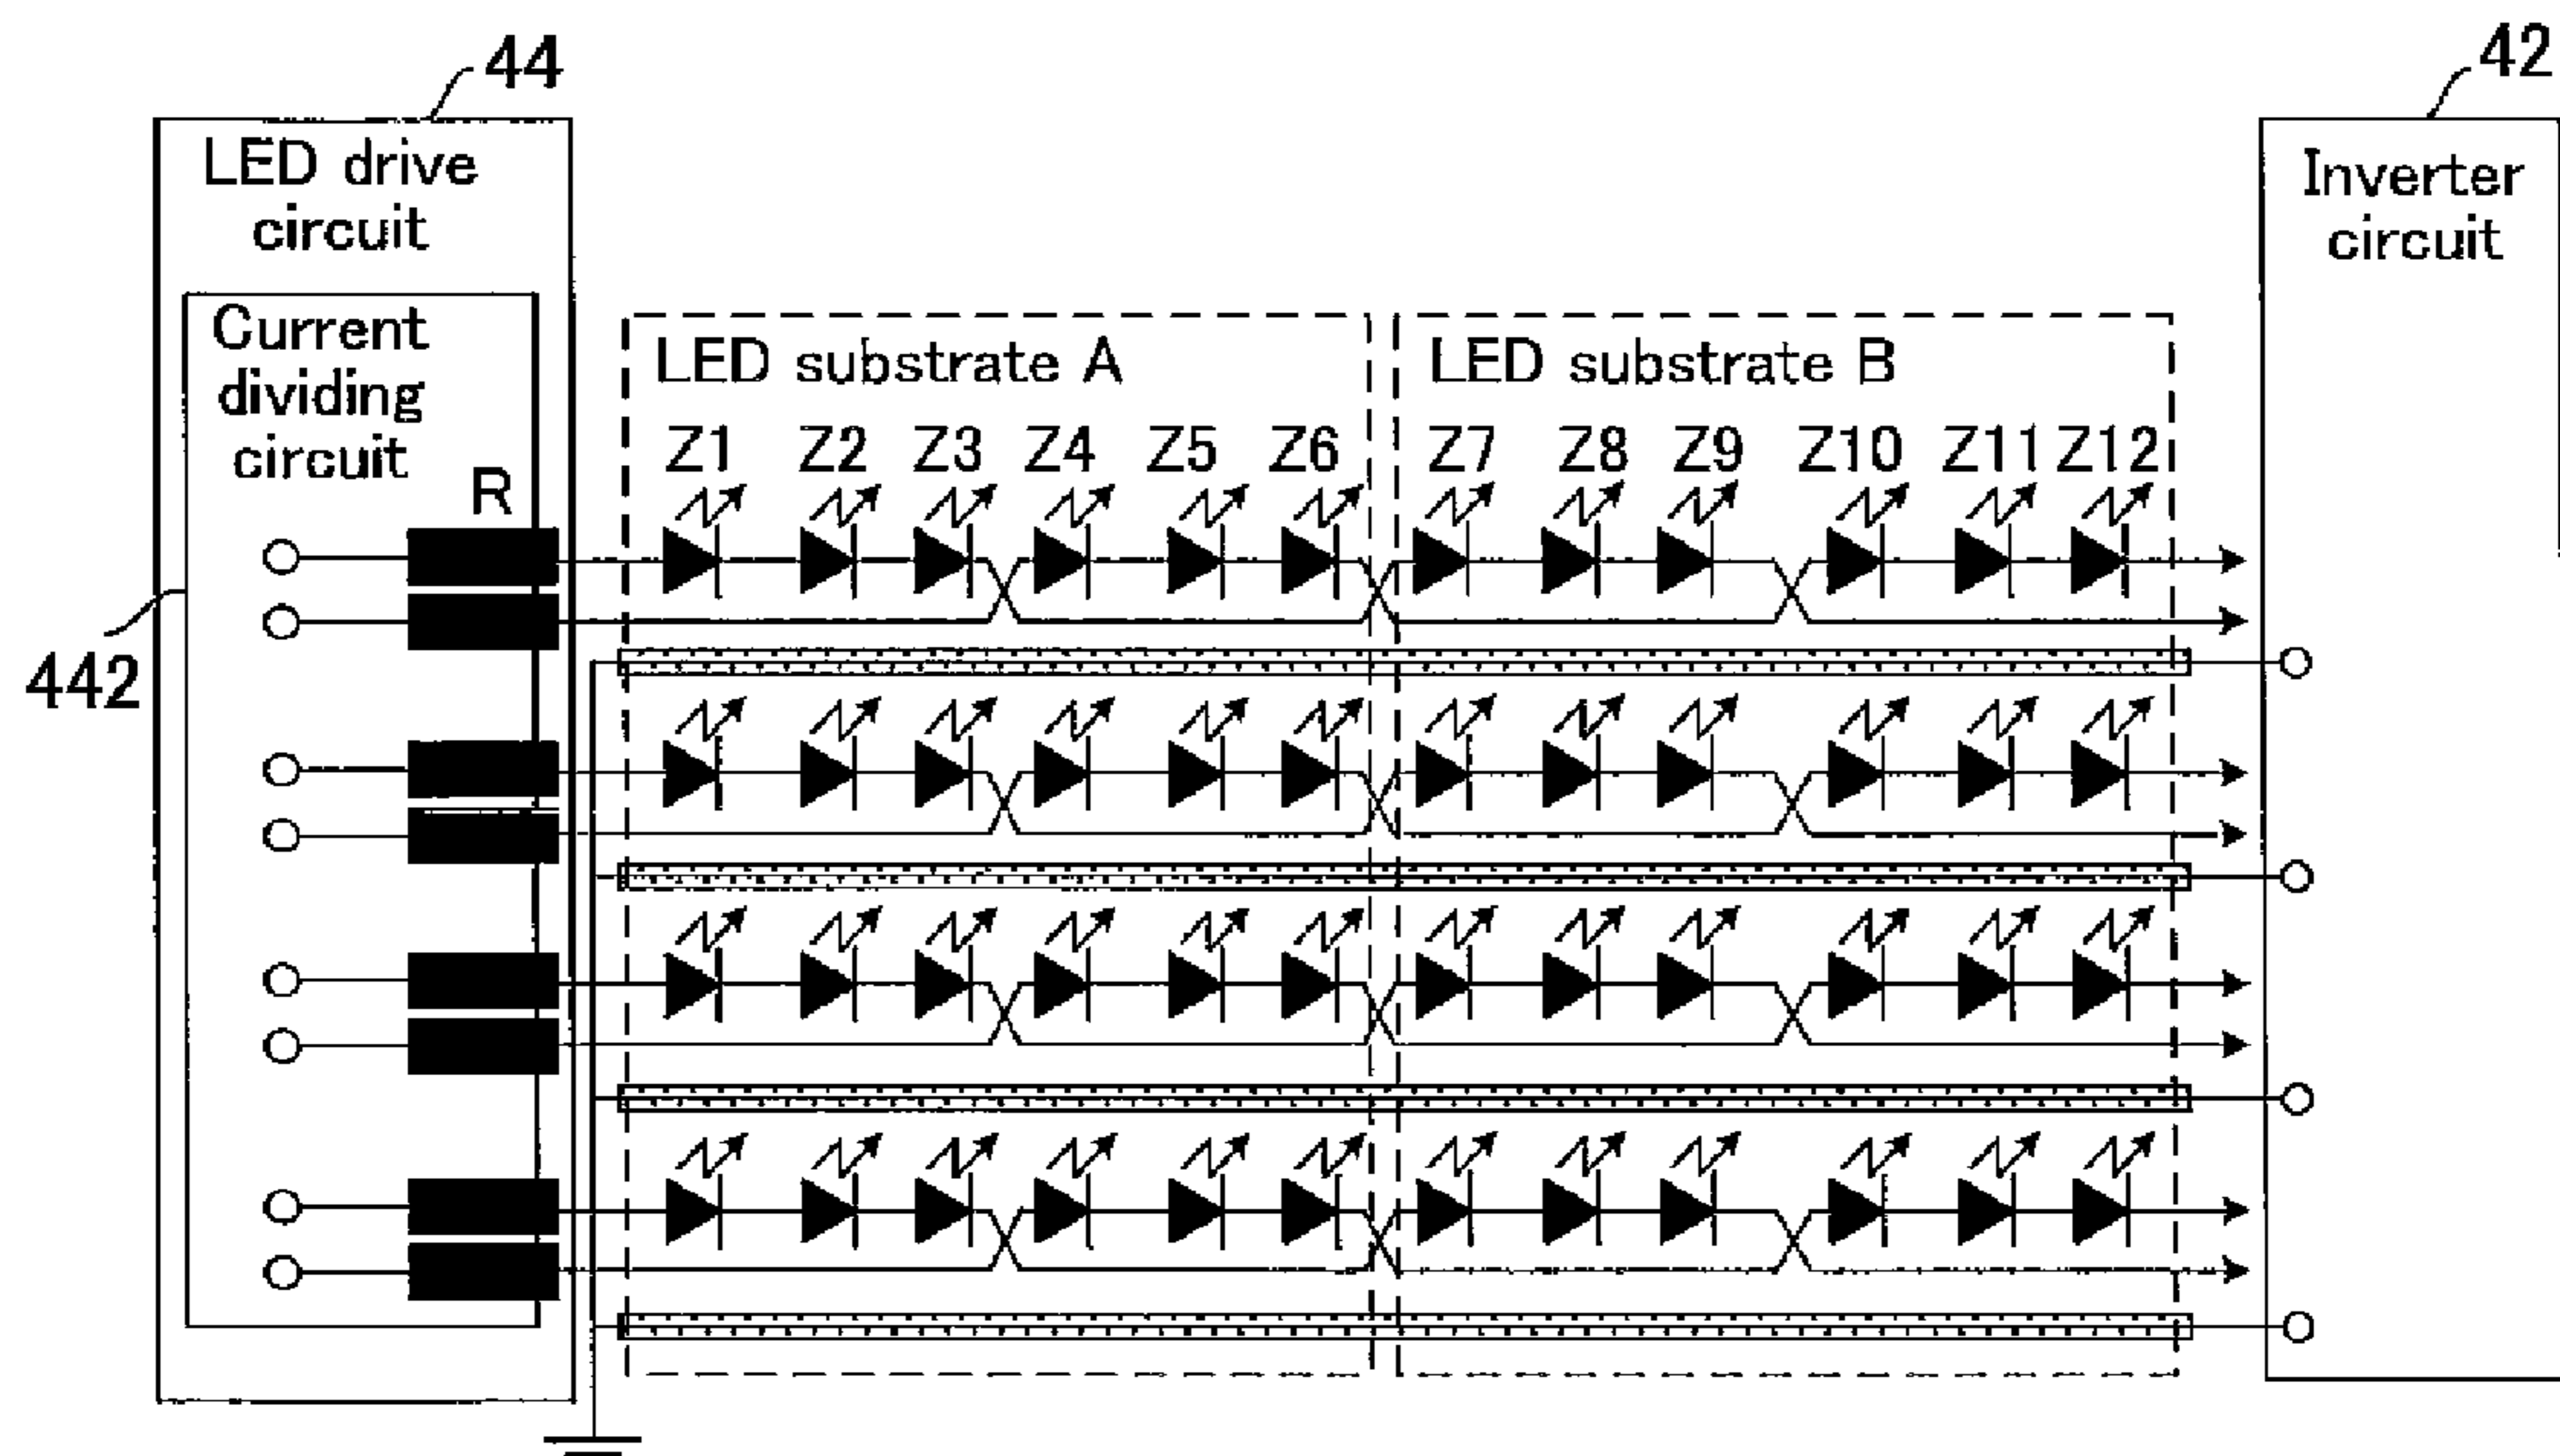 44
42
LED drive
circuit
Inverter
circuit
Current
dividing
circuit
R
LED substrate A
LED substrate B
Z1 Z2 Z3 Z4 Z5 Z6 Z7 Z8 Z9 Z10 Z11 Z12
442